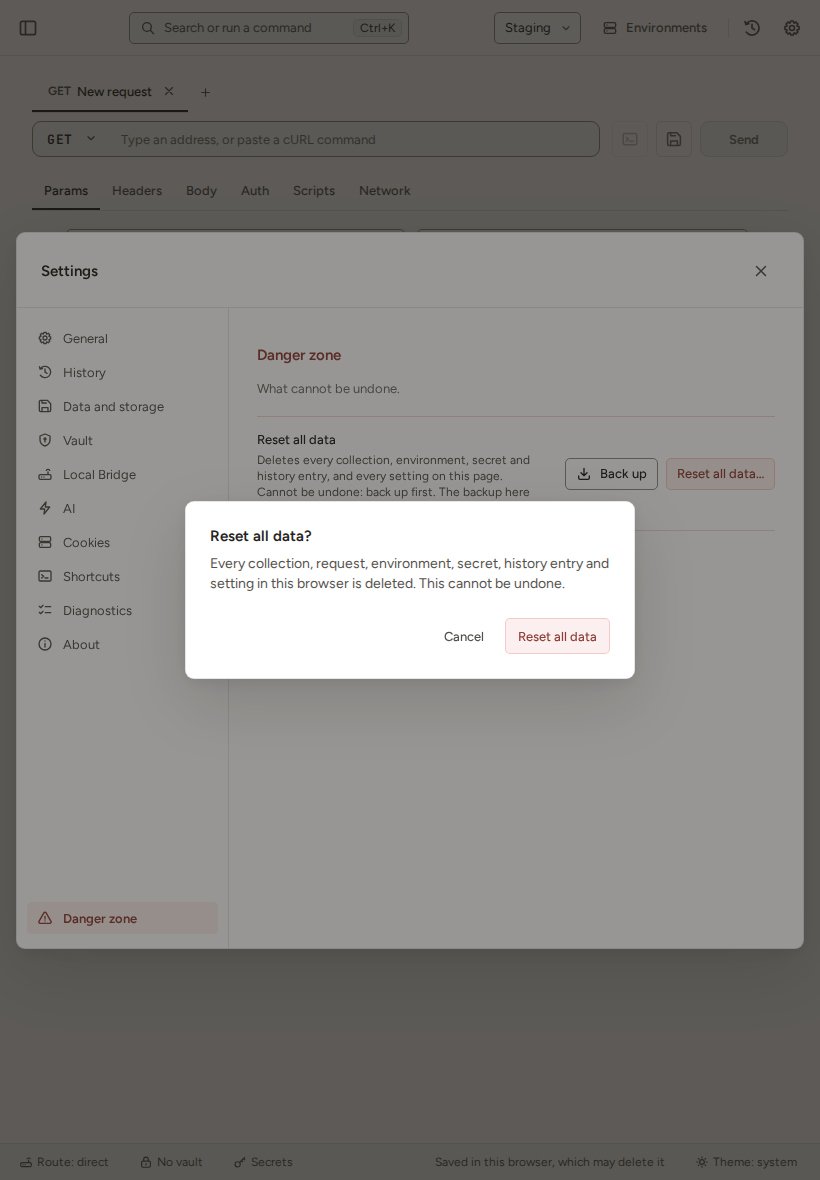 Search or run a command
Ctrl+K
Staging
Environments
GET New request
GET
Type an address, or paste a cURL command
Send
Params
Headers
Body
Auth
Scripts
Network
Settings
General
History
Data and storage
Vault
Local Bridge
AI
Cookies
Shortcuts
Diagnostics
About
Danger zone
Danger zone
What cannot be undone.
Reset all data
Deletes every collection, environment, secret and
history entry, and every setting on this page.
Cannot be undone: back up first. The backup here
Back up
Reset all data...
Reset all data?
Every collection, request, environment, secret, history entry and
setting in this browser is deleted. This cannot be undone.
Cancel
Reset all data
Route: direct
No vault
Secrets
Saved in this browser, which may delete it
Theme: system